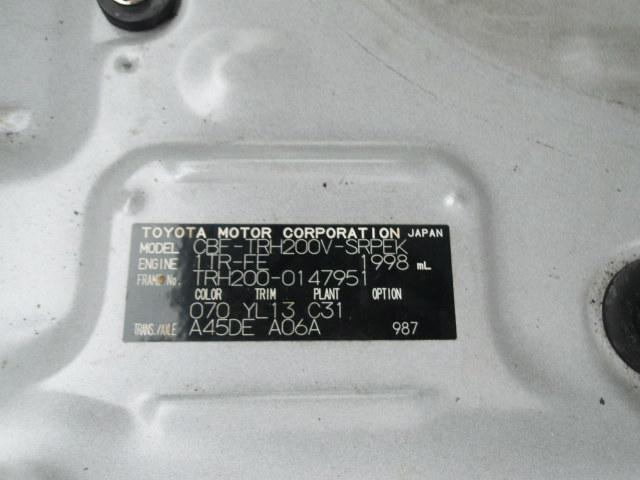 TOYOTA MOTOR CORPORATION JAPAN
MODEL CBF-TRH200V-SRPEK
ENGINE 1TR-FE 1998 mL
FRAME No. TRH200-0147951
COLOR TRIM PLANT OPTION
070 YL13 C31
TRANS./AXLE A45DE A06A 987